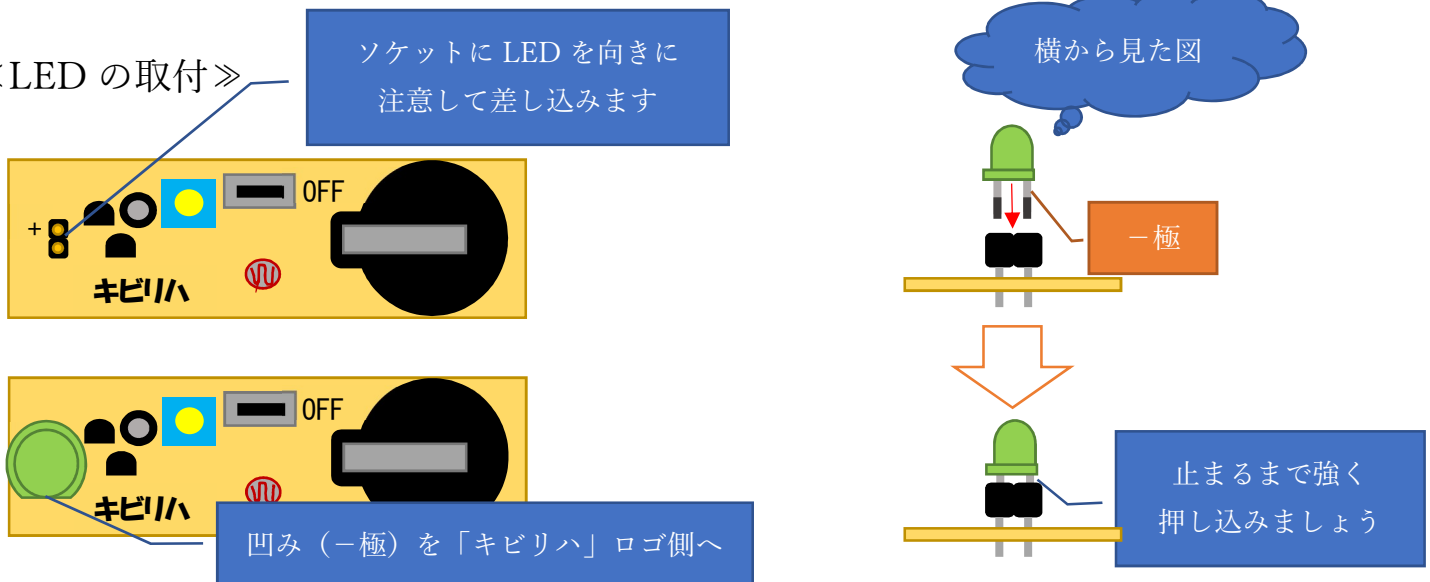 ≪LED の取付≫
ソケットに LED を向きに
注意して差し込みます
OFF
+
キビリハ
OFF
キビリハ
凹み（－極）を「キビリハ」ロゴ側へ
横から見た図
－極
止まるまで強く
押し込みましょう